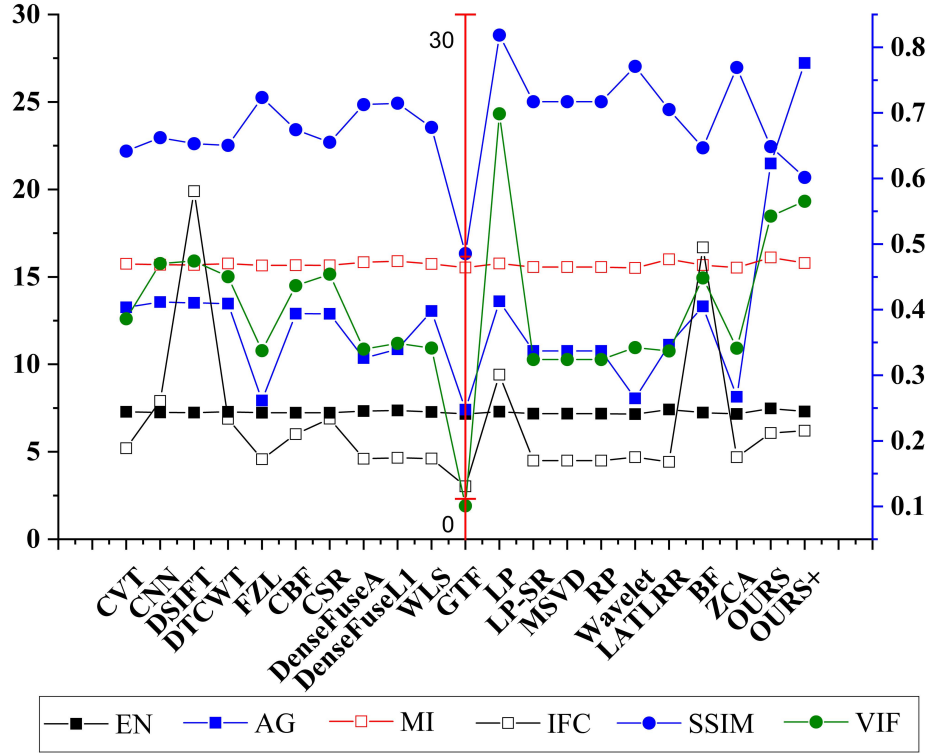 30
25
20
15
10
5
0
30
0
0.8
0.7
0.6
0.5
0.4
0.3
0.2
0.1
CVT
CNN
DSIFT
DTCWT
FZL
CBF
CSR
DenseFuseA
DenseFuseL1
WLS
GTF
LP
LP-SR
MSVD
RP
Wavelet
LATLRR
BF
ZCA
OURS
OURS+
EN AG MI IFC SSIM VIF